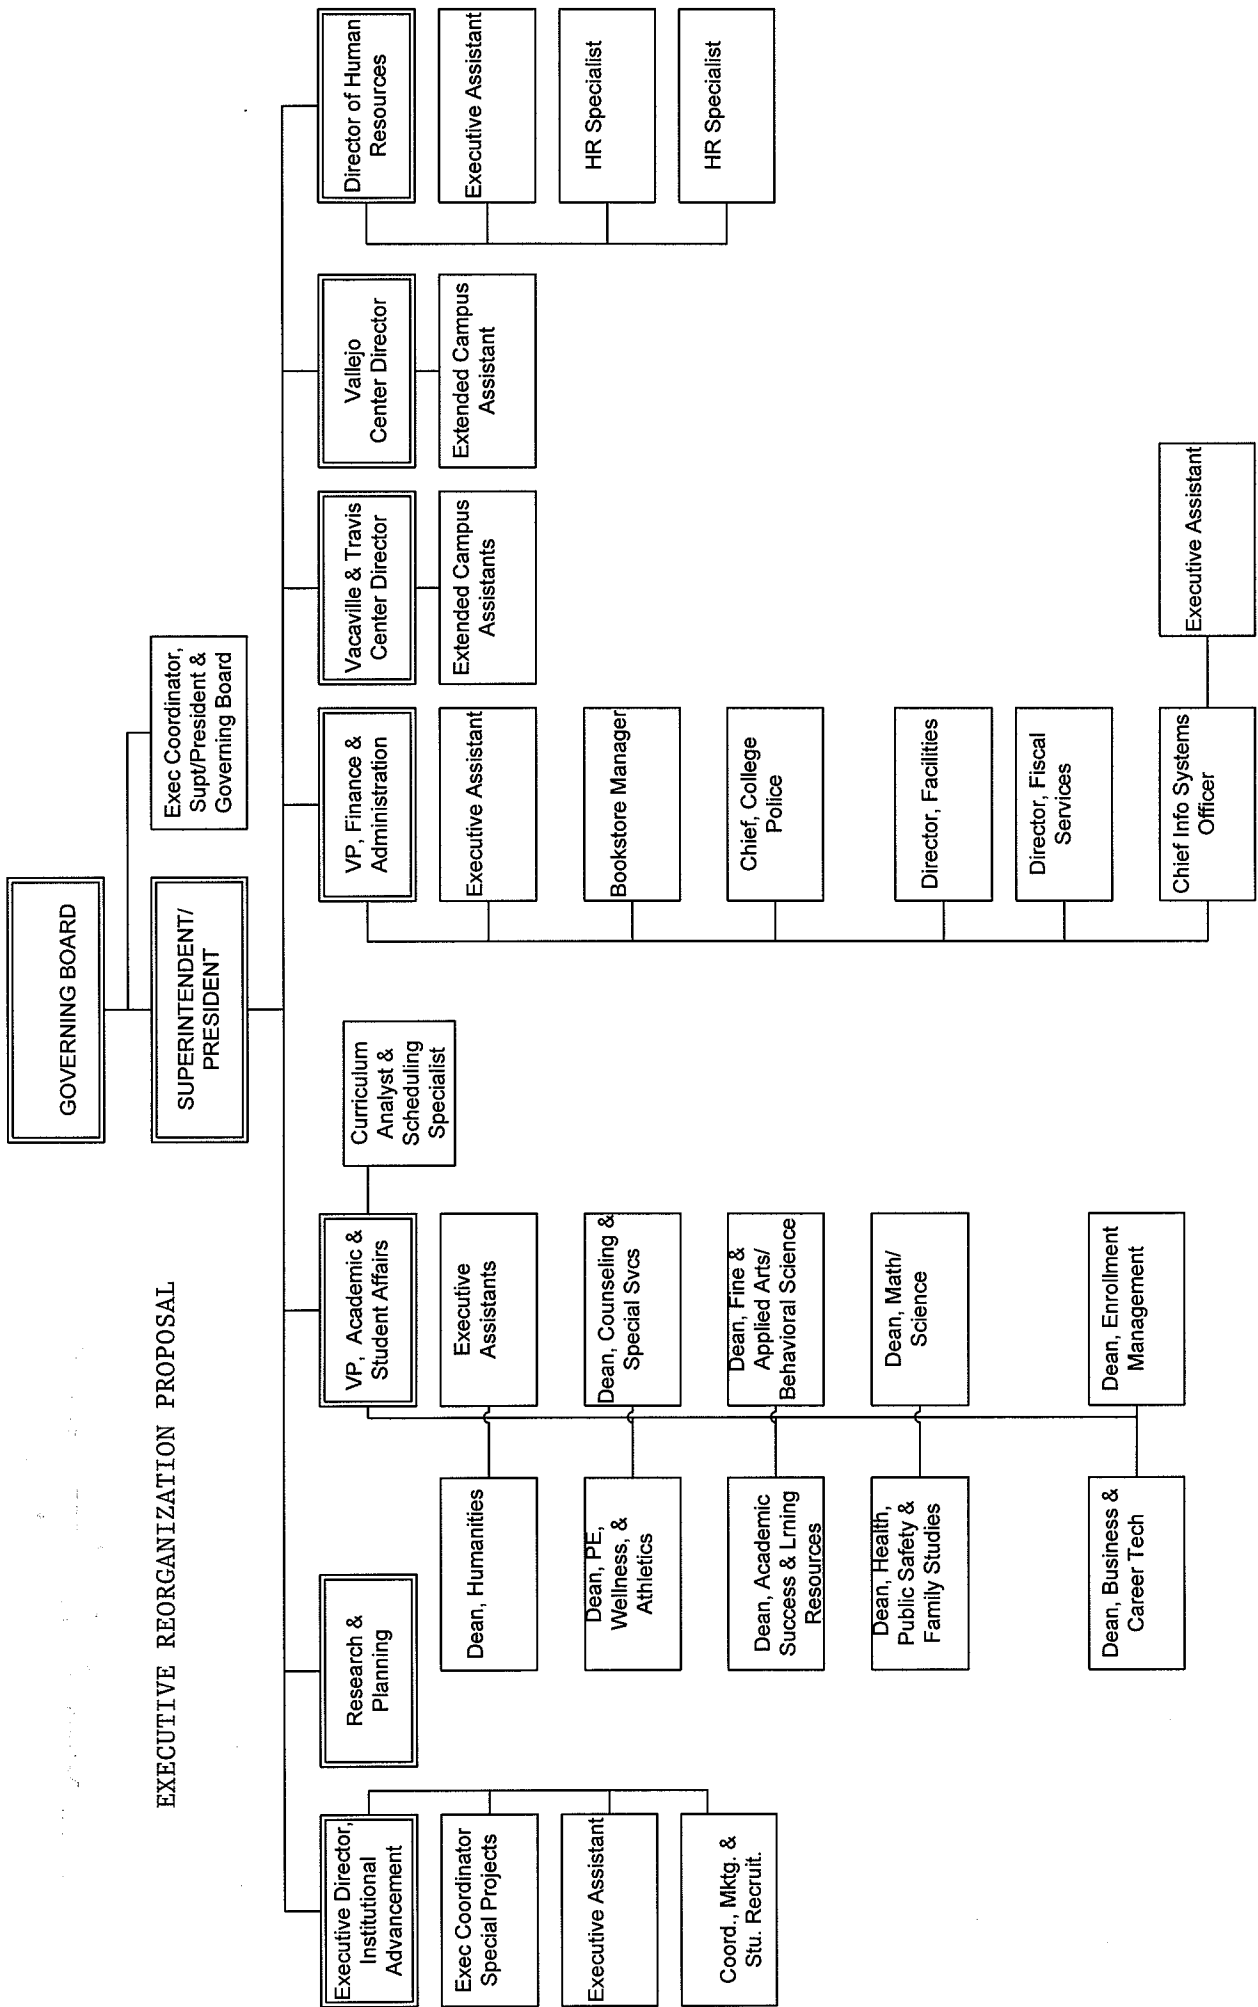 EXECUTIVE REORGANIZATION PROPOSAL
GOVERNING BOARD
SUPERINTENDENT/
PRESIDENT
Exec Coordinator,
Supt/President &
Governing Board
Executive Director,
Institutional
Advancement
Exec Coordinator
Special Projects
Executive Assistant
Coord., Mktg. &
Stu. Recruit.
Research &
Planning
VP, Academic &
Student Affairs
Curriculum
Analyst &
Scheduling
Specialist
Dean, Humanities
Executive
Assistants
Dean, PE,
Wellness, &
Athletics
Dean, Counseling &
Special Svcs
Dean, Academic
Success & Lrning
Resources
Dean, Fine &
Applied Arts/
Behavioral Science
Dean, Health,
Public Safety &
Family Studies
Dean, Math/
Science
Dean, Business &
Career Tech
Dean, Enrollment
Management
VP, Finance &
Administration
Executive Assistant
Bookstore Manager
Chief, College
Police
Director, Facilities
Director, Fiscal
Services
Chief Info Systems
Officer
Executive Assistant
Vacaville & Travis
Center Director
Extended Campus
Assistants
Vallejo
Center Director
Extended Campus
Assistant
Director of Human
Resources
Executive Assistant
HR Specialist
HR Specialist